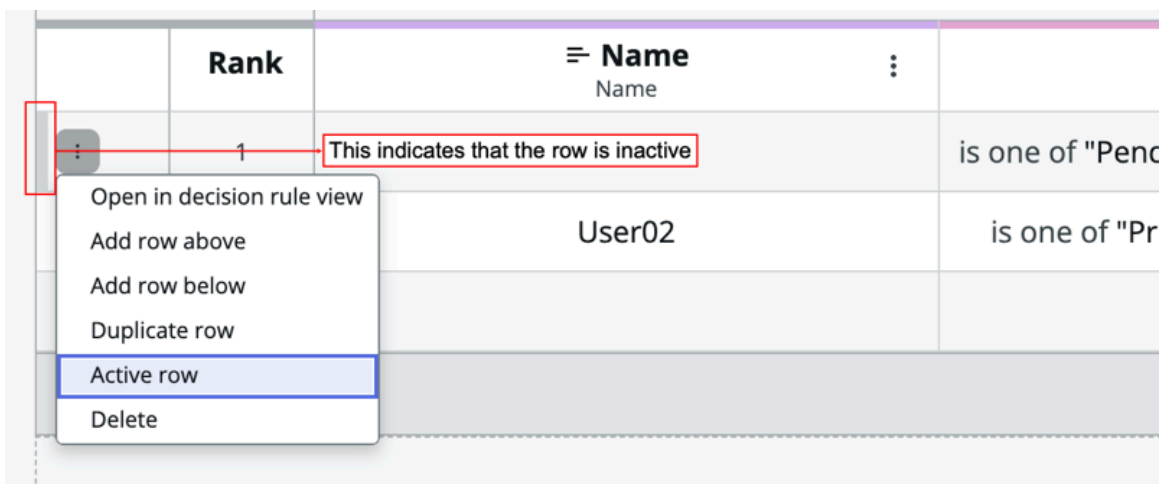 Rank
Name
Name
1
This indicates that the row is inactive
is one of "Pend
Open in decision rule view
Add row above
User02
is one of "Pr
Add row below
Duplicate row
Active row
Delete